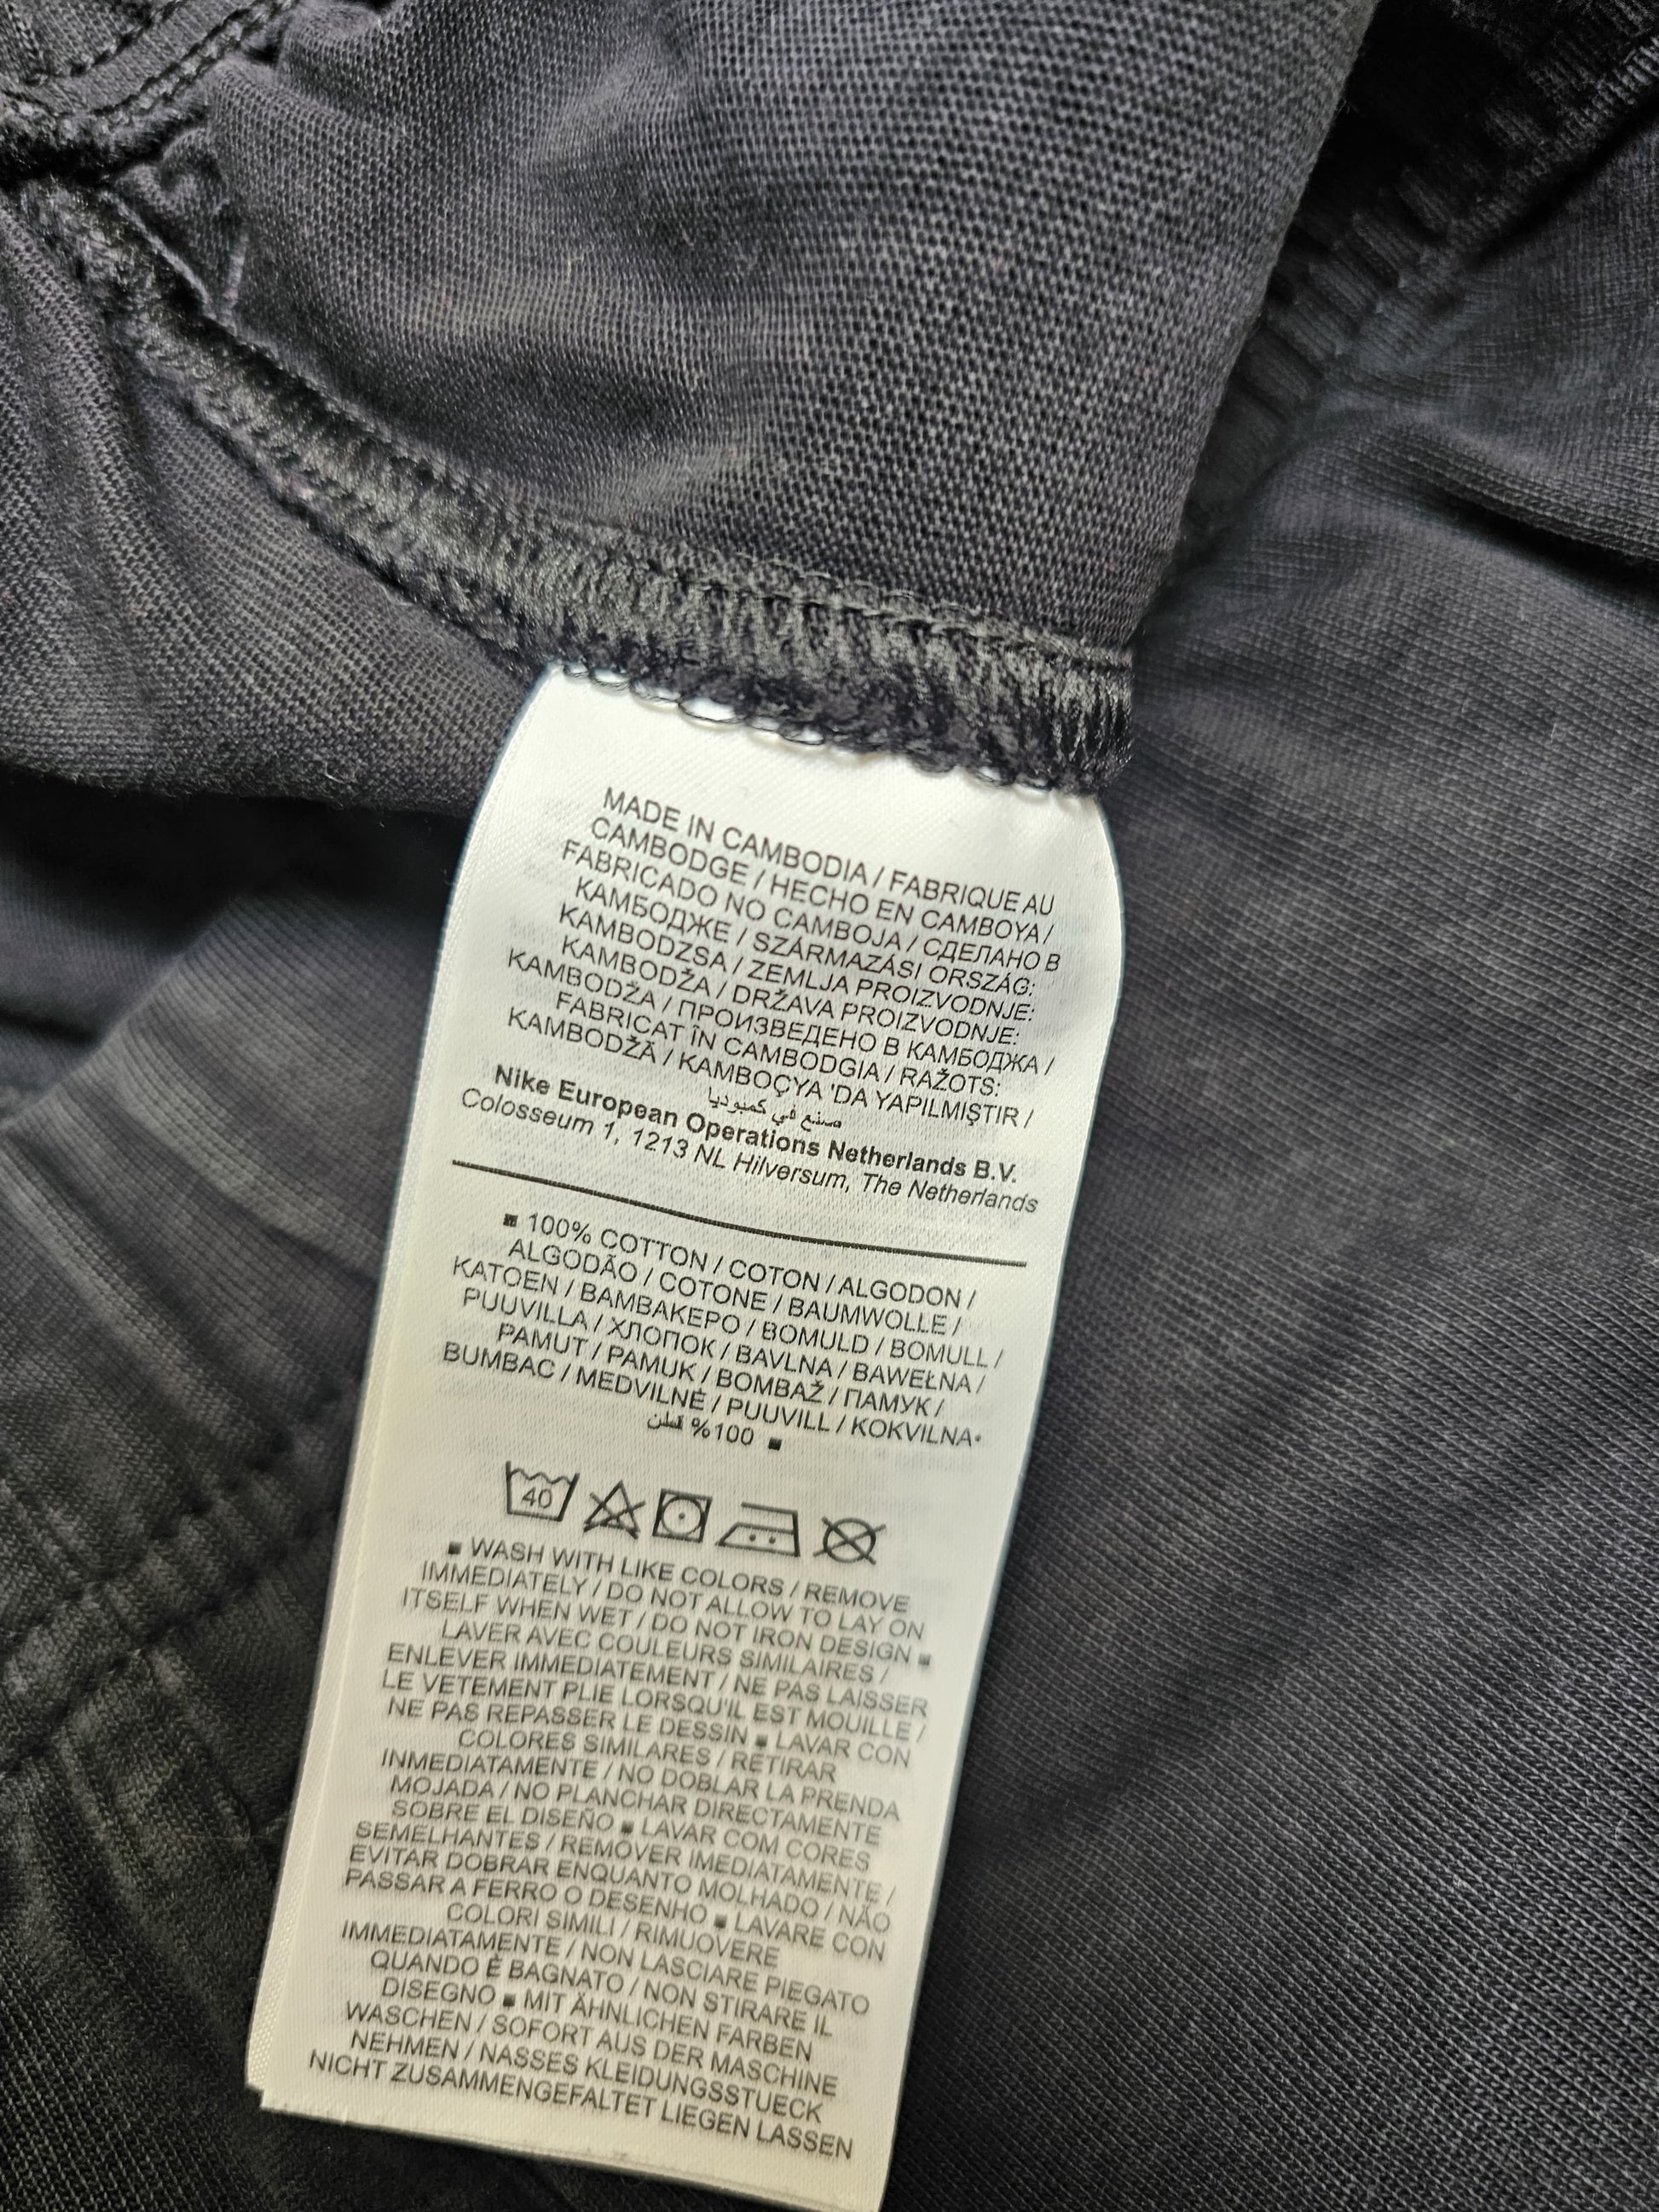 MADE IN CAMBODIA / FABRIQUE AU
CAMBODGE / HECHO EN CAMBOYA /
FABRICADO NO CAMBOJA / СДЕЛАНО В
КАМБОДЖЕ / SZÁRMAZÁSI ORSZÁG:
KAMBODZSA / ZEMLJA PROIZVODNJE:
KAMBODŽA / DRŽAVA PROIZVODNJE:
KAMBODŽA / ПРОИЗВЕДЕНО В КАМБОДЖА /
FABRICAT ÎN CAMBODGIA / RAŽOTS:
KAMBODŽĀ / KAMBOÇYA 'DA YAPILMIŞTIR /
صنع في كمبوديا
Nike European Operations Netherlands B.V.
Colosseum 1, 1213 NL Hilversum, The Netherlands
■ 100% COTTON / COTON / ALGODON /
ALGODÃO / COTONE / BAUMWOLLE /
KATOEN / BAMBAKEPO / BOMULD / BOMULL /
PUUVILLA / ХЛОПОК / BAVLNA / BAWEŁNA /
PAMUT / PAMUK / BOMBAŽ / ПАМУК /
BUMBAC / MEDVILNĖ / PUUVILL / KOKVILNA•
■ 100% قطن
40
■ WASH WITH LIKE COLORS / REMOVE
IMMEDIATELY / DO NOT ALLOW TO LAY ON
ITSELF WHEN WET / DO NOT IRON DESIGN ■
LAVER AVEC COULEURS SIMILAIRES /
ENLEVER IMMEDIATEMENT / NE PAS LAISSER
LE VETEMENT PLIE LORSQU'IL EST MOUILLE /
NE PAS REPASSER LE DESSIN ■ LAVAR CON
COLORES SIMILARES / RETIRAR
INMEDIATAMENTE / NO DOBLAR LA PRENDA
MOJADA / NO PLANCHAR DIRECTAMENTE
SOBRE EL DISEÑO ■ LAVAR COM CORES
SEMELHANTES / REMOVER IMEDIATAMENTE /
EVITAR DOBRAR ENQUANTO MOLHADO / NÃO
PASSAR A FERRO O DESENHO ■ LAVARE CON
COLORI SIMILI / RIMUOVERE
IMMEDIATAMENTE / NON LASCIARE PIEGATO
QUANDO È BAGNATO / NON STIRARE IL
DISEGNO ■ MIT ÄHNLICHEN FARBEN
WASCHEN / SOFORT AUS DER MASCHINE
NEHMEN / NASSES KLEIDUNGSSTUECK
NICHT ZUSAMMENGEFALTET LIEGEN LASSEN